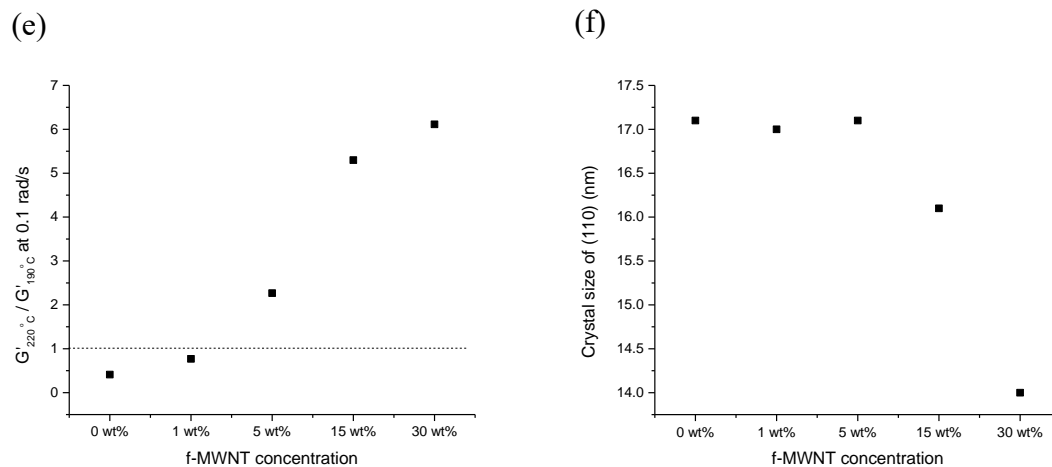 (e)
(f)
7
6
5
4
3
2
1
0
G'220°C / G'190°C at 0.1 rad/s
0 wt%
1 wt%
5 wt%
15 wt%
30 wt%
f-MWNT concentration
17.5
17.0
16.5
16.0
15.5
15.0
14.5
14.0
Crystal size of (110) (nm)
0 wt%
1 wt%
5 wt%
15 wt%
30 wt%
f-MWNT concentration